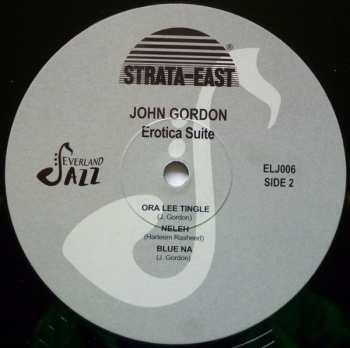 STRATA-EAST®
JOHN GORDON
Erotica Suite
EVERLAND
JAZZ
ELJ006
SIDE 2
ORA LEE TINGLE
(J. Gordon)
NELEH
(Harleem Rasheed)
BLUE NA
(J. Gordon)